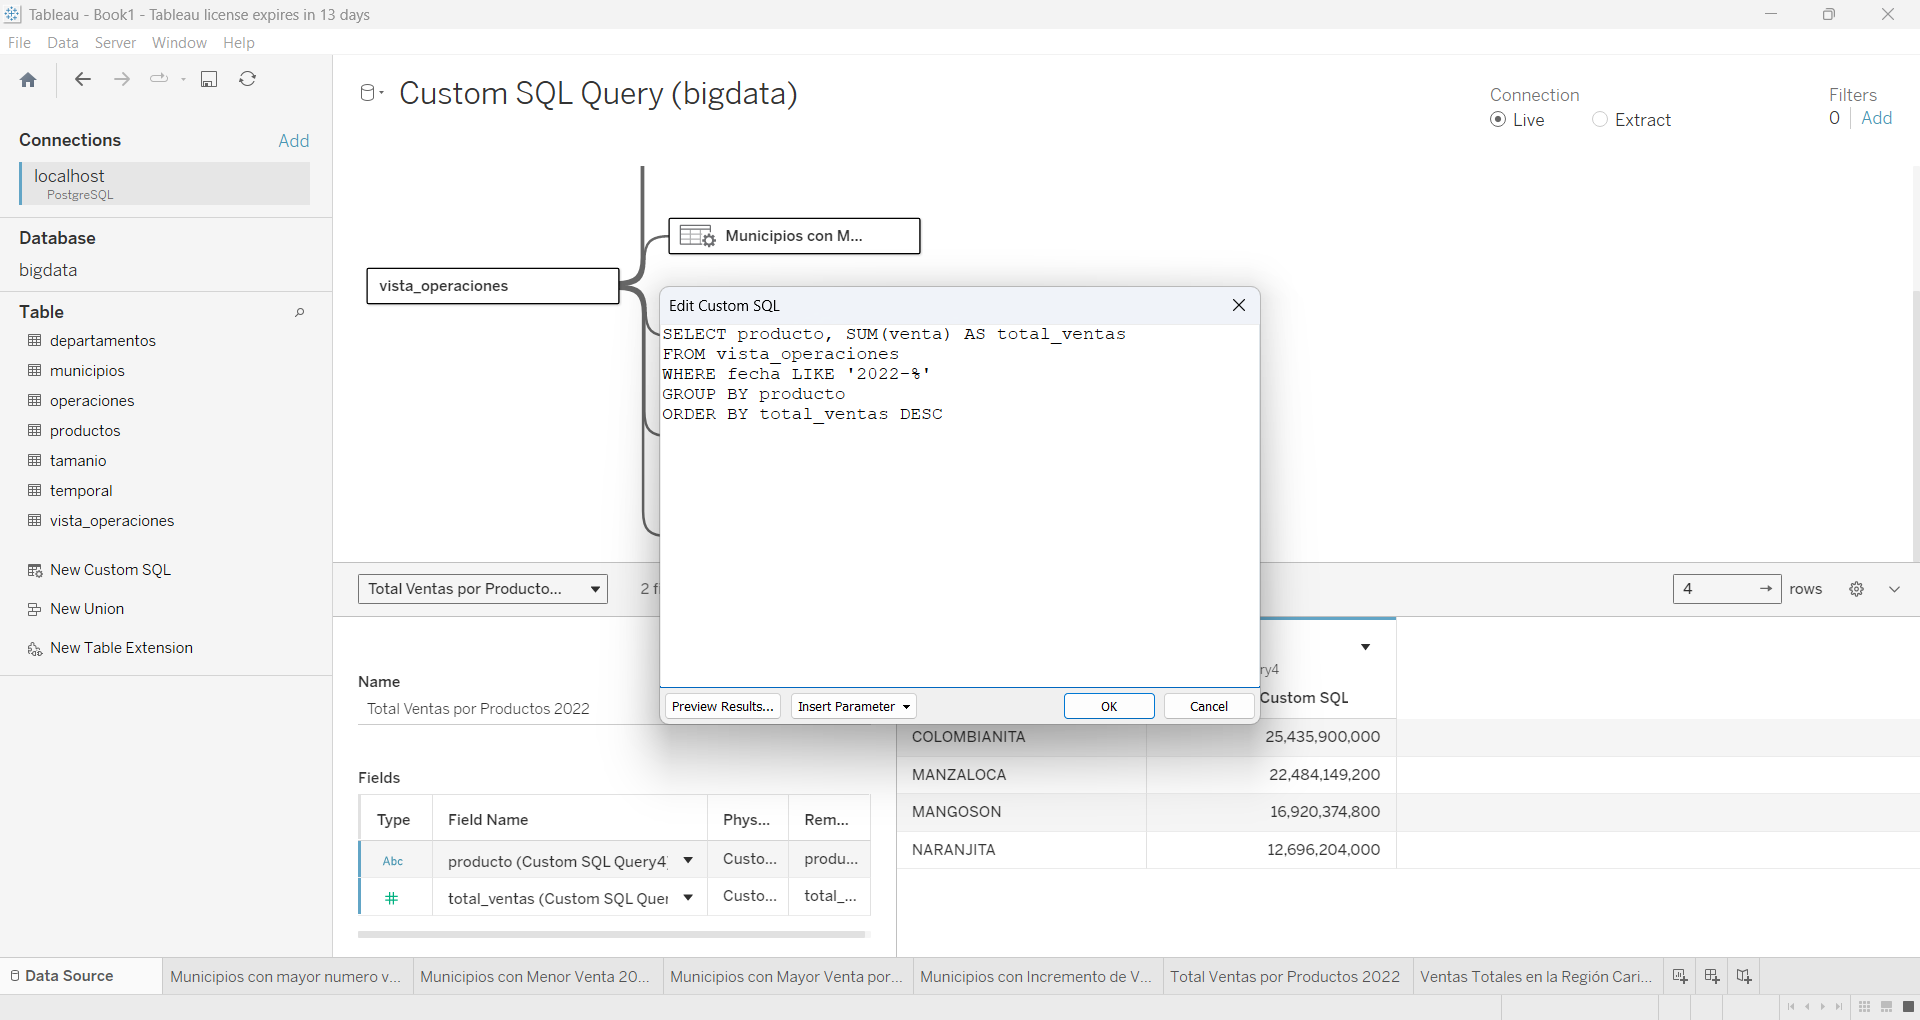 Tableau - Book1 - Tableau license expires in 13 days
File Data Server Window Help
Connections Add
localhost
PostgreSQL
Database
bigdata
Table
departamentos
municipios
operaciones
productos
tamanio
temporal
vista_operaciones
New Custom SQL
New Union
New Table Extension
Custom SQL Query (bigdata)
Connection
Live Extract
Filters
0 Add
Municipios con M...
vista_operaciones
Edit Custom SQL
SELECT producto, SUM(venta) AS total_ventas
FROM vista_operaciones
WHERE fecha LIKE '2022-%'
GROUP BY producto
ORDER BY total_ventas DESC
Preview Results... Insert Parameter OK Cancel
Total Ventas por Producto... 2 fi
4 → rows
Name
Total Ventas por Productos 2022
Fields
Type Field Name Phys... Rem...
Abc producto (Custom SQL Query4 Custo... produ...
# total_ventas (Custom SQL Quer Custo... total_...
ry4
Custom SQL
COLOMBIANITA 25,435,900,000
MANZALOCA 22,484,149,200
MANGOSON 16,920,374,800
NARANJITA 12,696,204,000
Data Source Municipios con mayor numero v... Municipios con Menor Venta 20... Municipios con Mayor Venta por... Municipios con Incremento de V... Total Ventas por Productos 2022 Ventas Totales en la Región Cari...